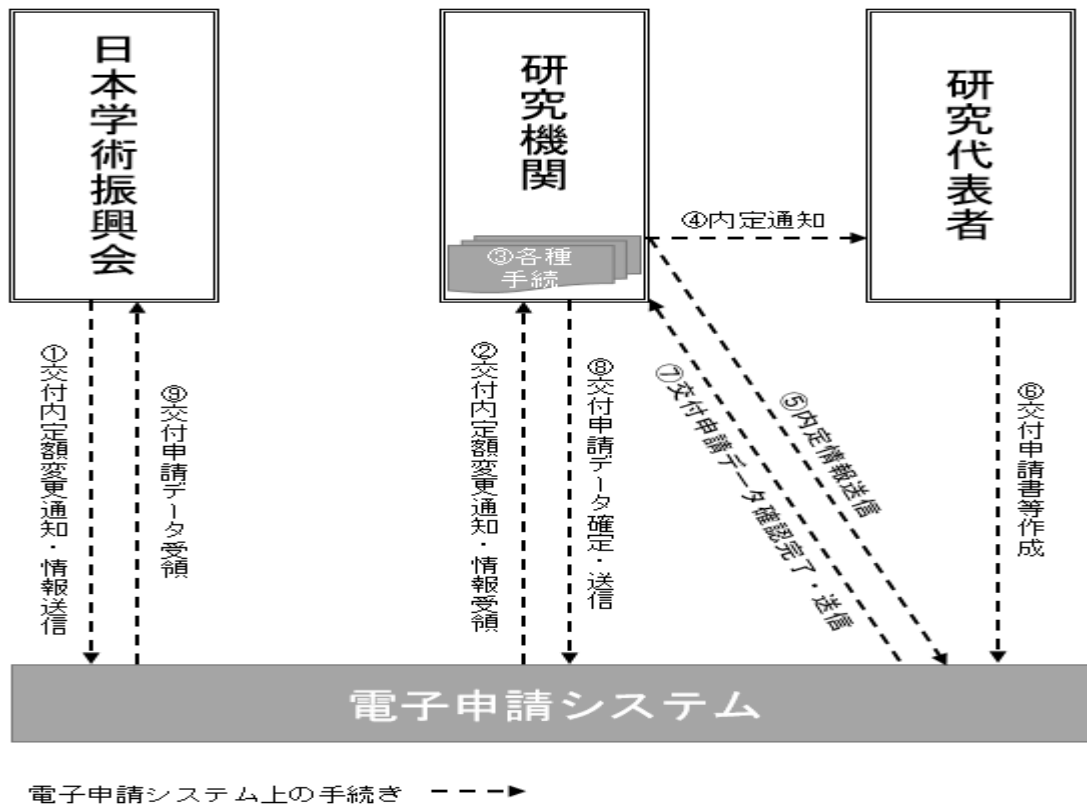 日本学術振興会
研究機関
研究代表者
③各種
手続
④内定通知
①交付内定額変更通知・情報送信
⑨交付申請データ受領
②交付内定額変更通知・情報受領
⑧交付申請データ確定・送信
⑦交付申請データ確認完了・送信
⑤内定情報送信
⑥交付申請書等作成
電子申請システム
電子申請システム上の手続き